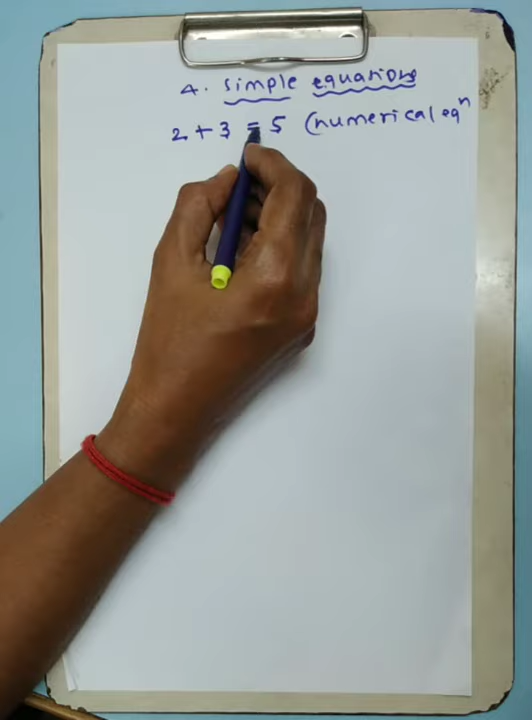 4. simple equations
2 + 3 = 5 (numerical eqⁿ